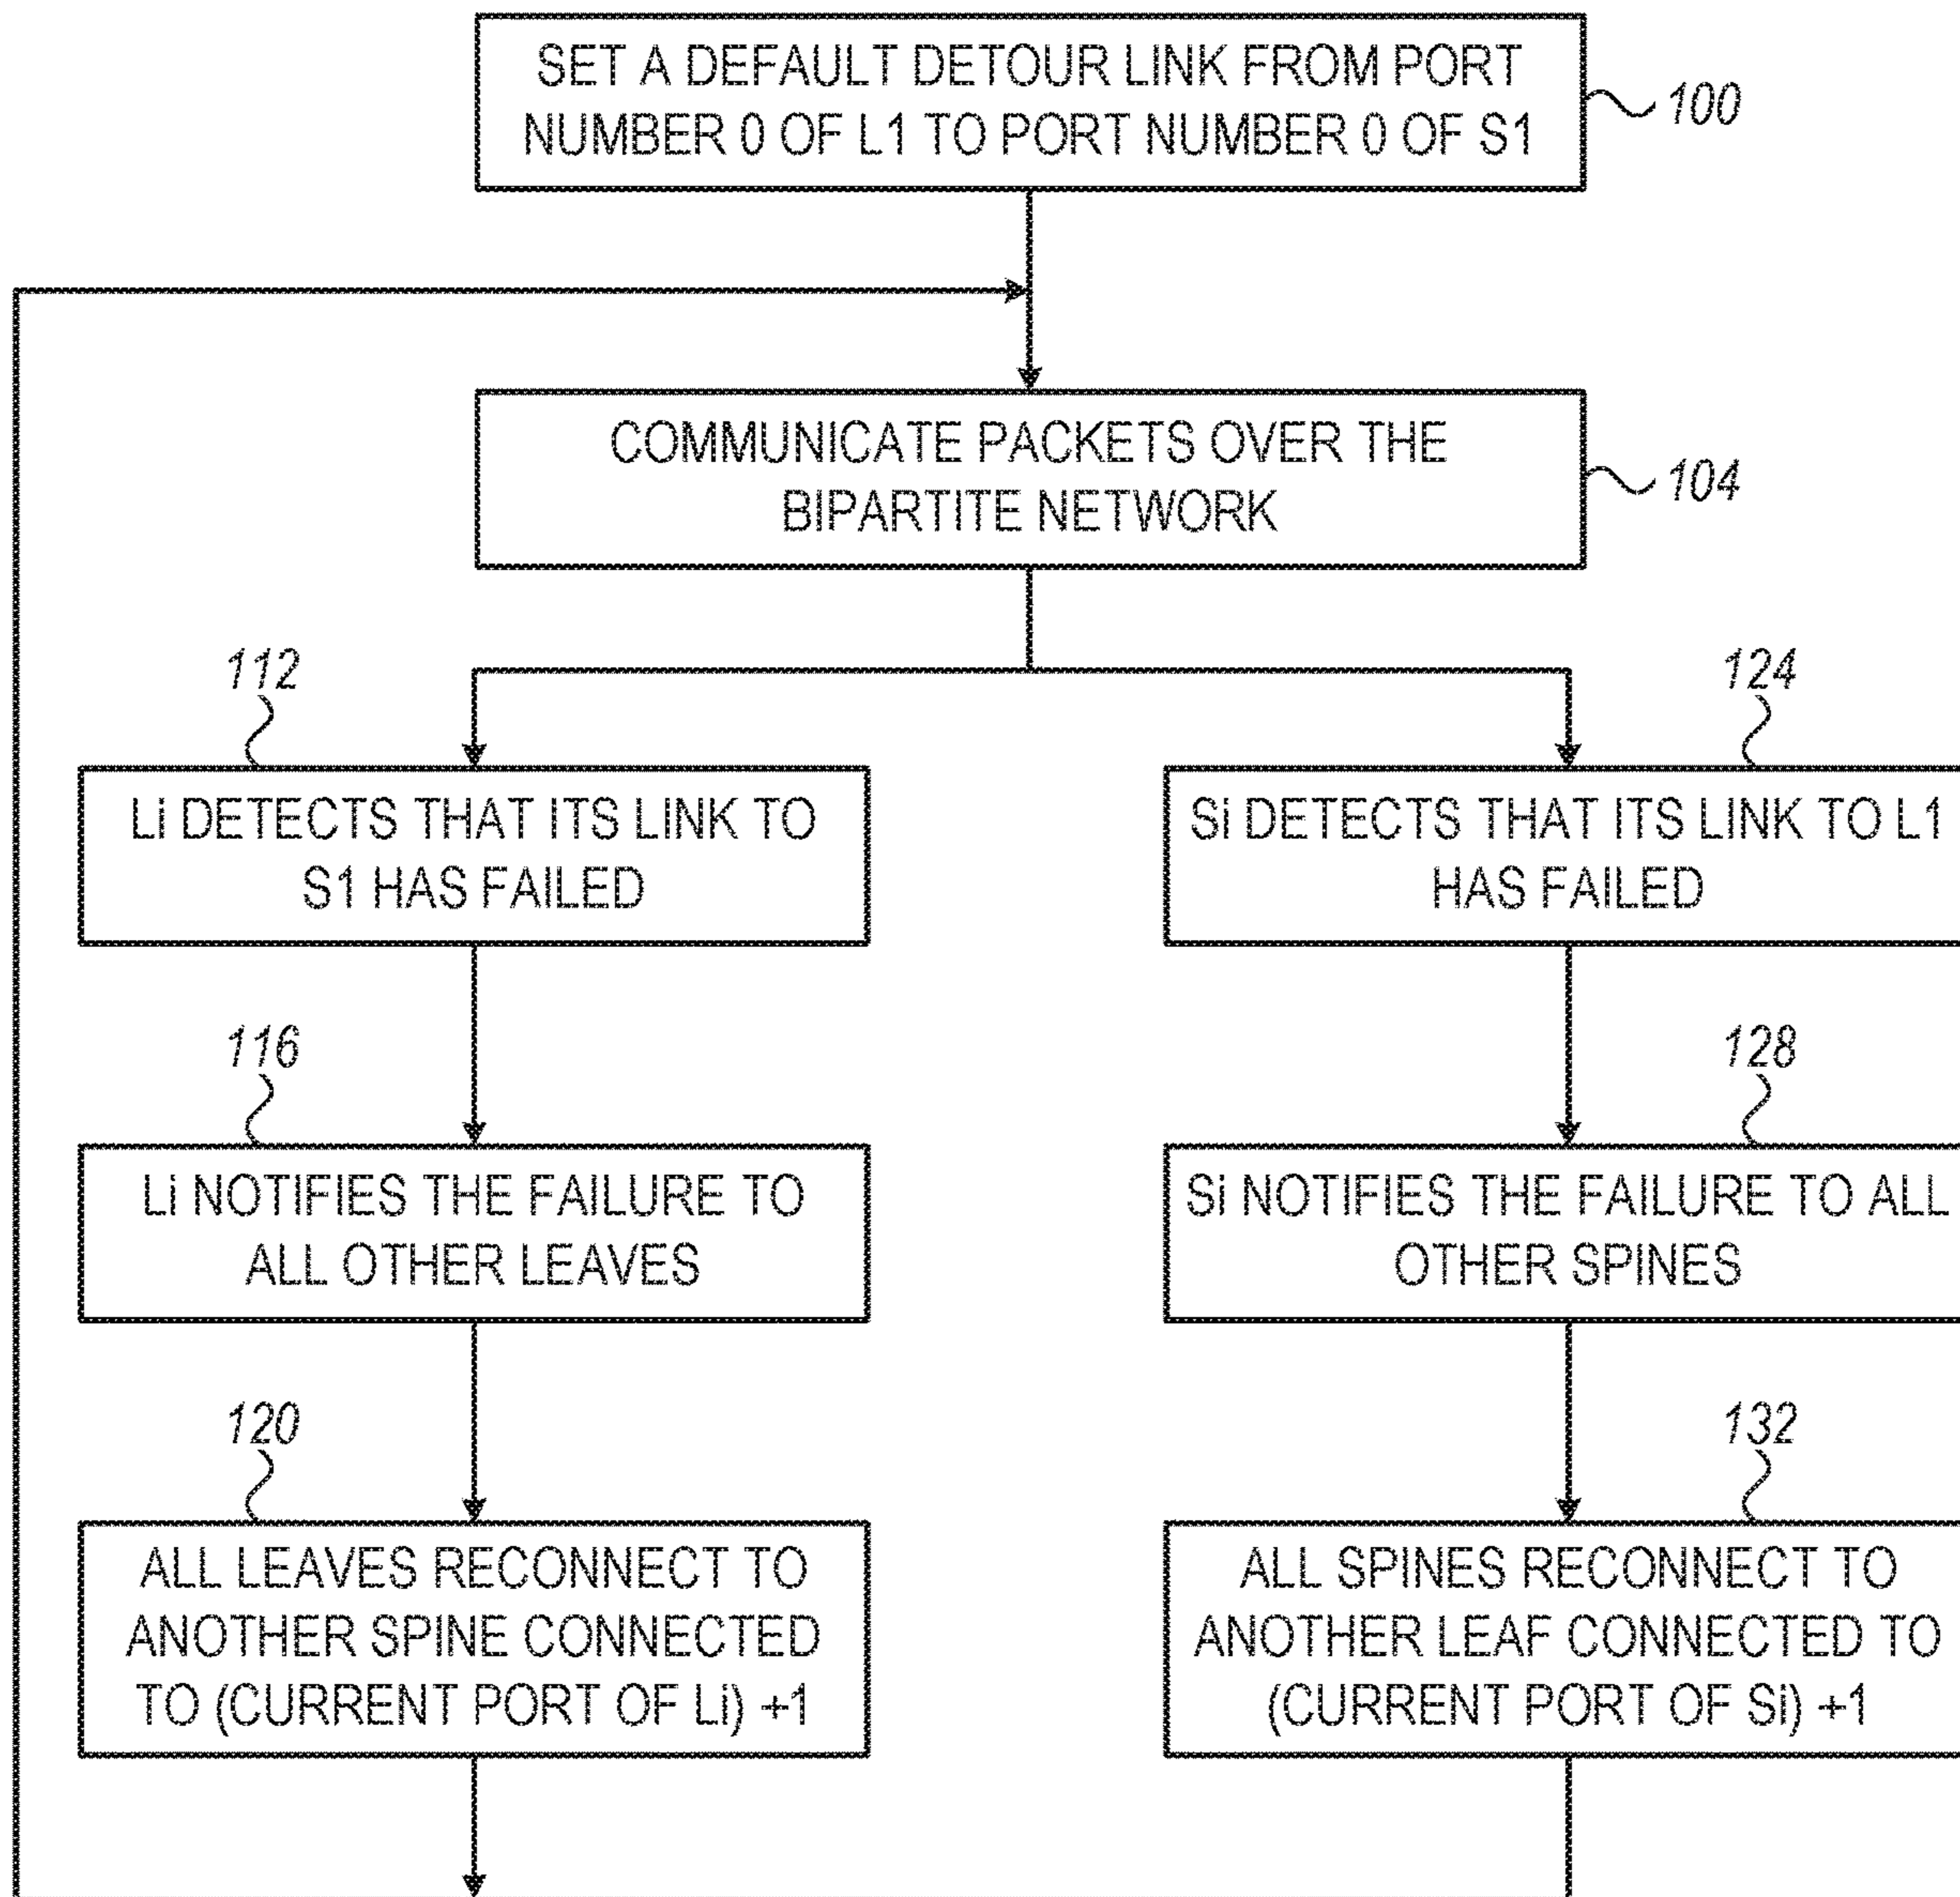 SET A DEFAULT DETOUR LINK FROM PORT
NUMBER 0 OF L1 TO PORT NUMBER 0 OF S1
100
COMMUNICATE PACKETS OVER THE
BIPARTITE NETWORK
104
112
Li DETECTS THAT ITS LINK TO
S1 HAS FAILED
124
Si DETECTS THAT ITS LINK TO L1
HAS FAILED
116
Li NOTIFIES THE FAILURE TO
ALL OTHER LEAVES
128
Si NOTIFIES THE FAILURE TO ALL
OTHER SPINES
120
ALL LEAVES RECONNECT TO
ANOTHER SPINE CONNECTED
TO (CURRENT PORT OF Li) +1
132
ALL SPINES RECONNECT TO
ANOTHER LEAF CONNECTED TO
(CURRENT PORT OF Si) +1